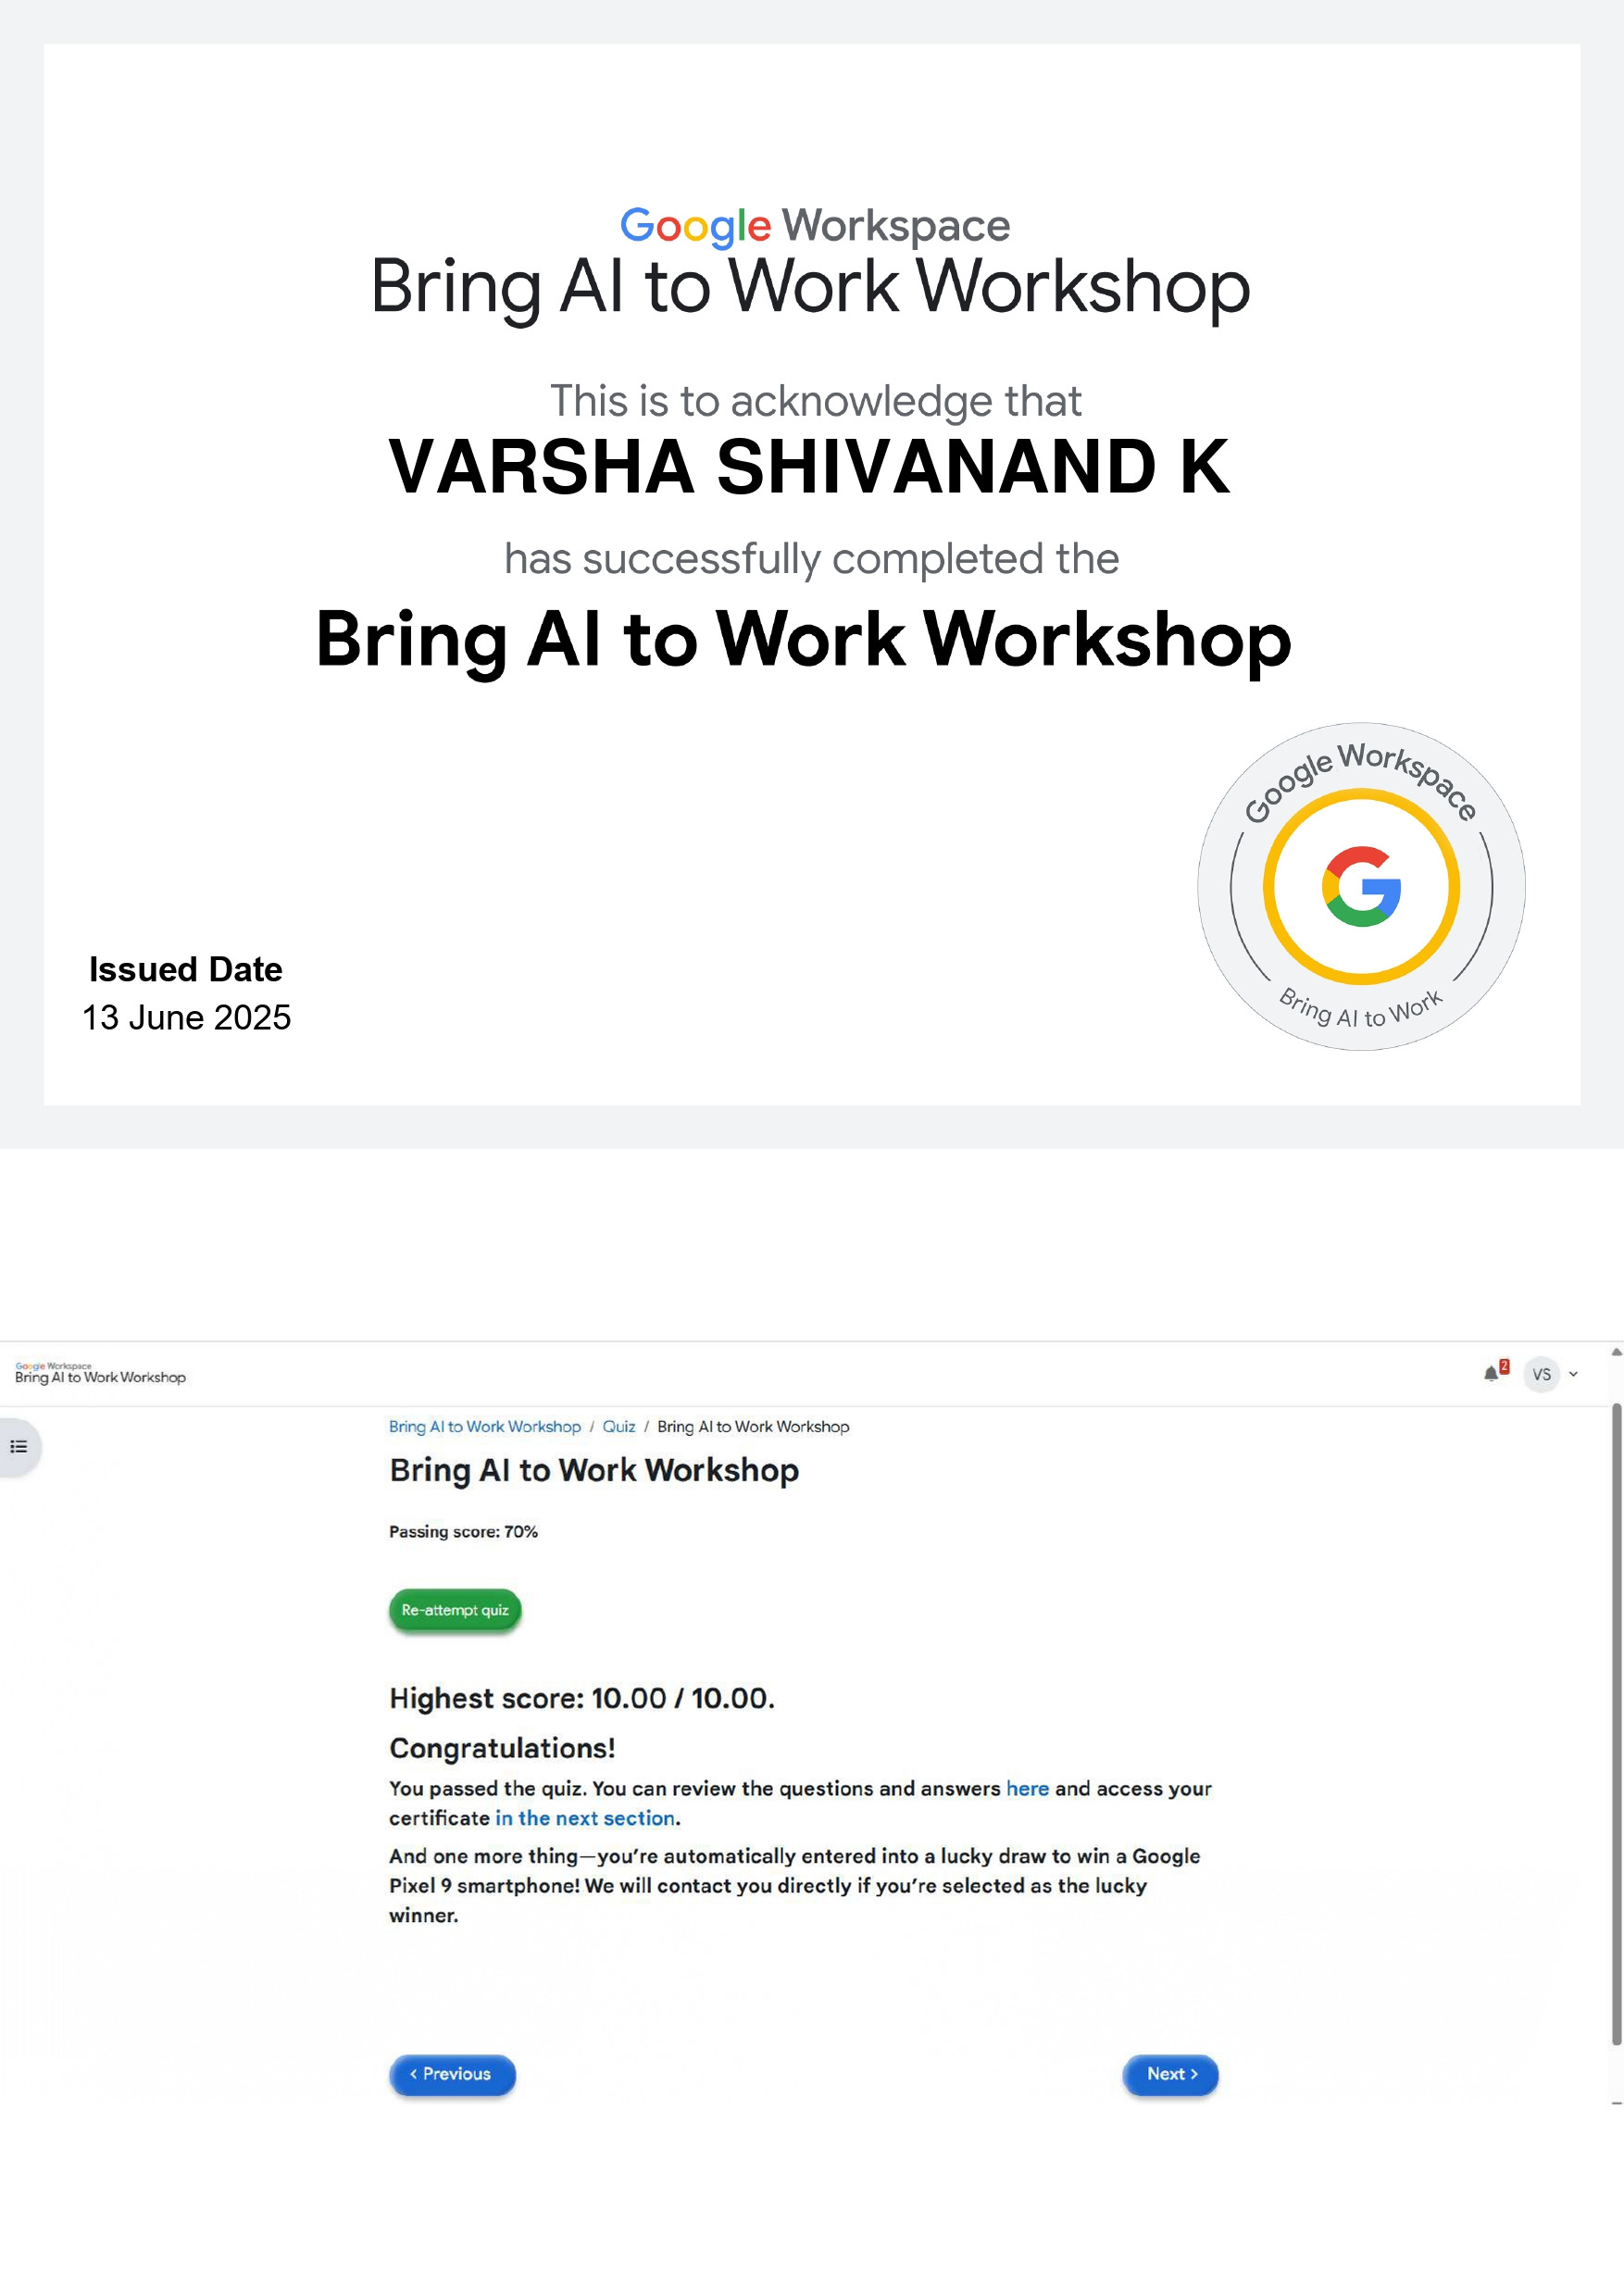 Google Workspace
Bring AI to Work Workshop
This is to acknowledge that
VARSHA SHIVANAND K
has successfully completed the
Bring AI to Work Workshop
Google Workspace
G
Bring AI to Work
Issued Date
13 June 2025
Google Workspace
Bring AI to Work Workshop
2
VS
Bring AI to Work Workshop / Quiz / Bring AI to Work Workshop
Bring AI to Work Workshop
Passing score: 70%
Re-attempt quiz
Highest score: 10.00 / 10.00.
Congratulations!
You passed the quiz. You can review the questions and answers here and access your
certificate in the next section.
And one more thing—you're automatically entered into a lucky draw to win a Google
Pixel 9 smartphone! We will contact you directly if you're selected as the lucky
winner.
< Previous
Next >